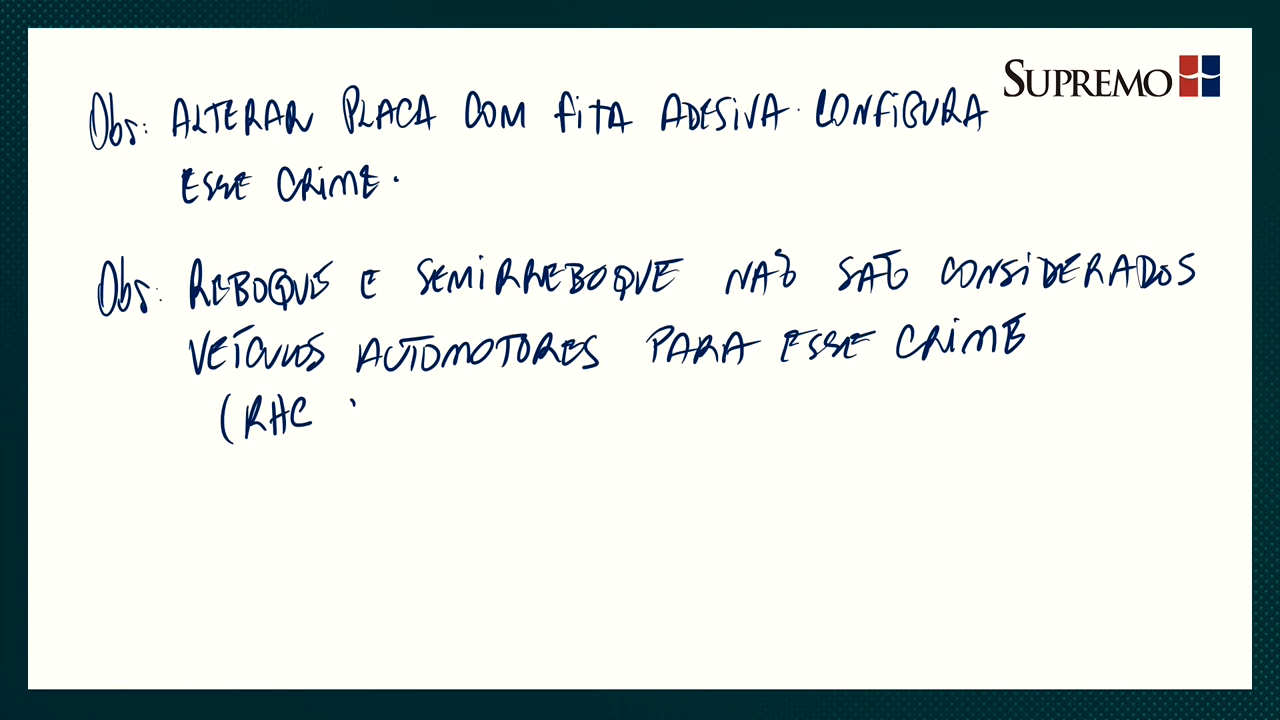 SUPREMO
Obs: ALTERAR PLACA COM FITA ADESIVA CONFIGURA
ESSE CRIME.
Obs: REBOQUE E SEMIRREBOQUE NÃO SÃO CONSIDERADOS
VEÍCULOS AUTOMOTORES PARA ESSE CRIME
(RHC